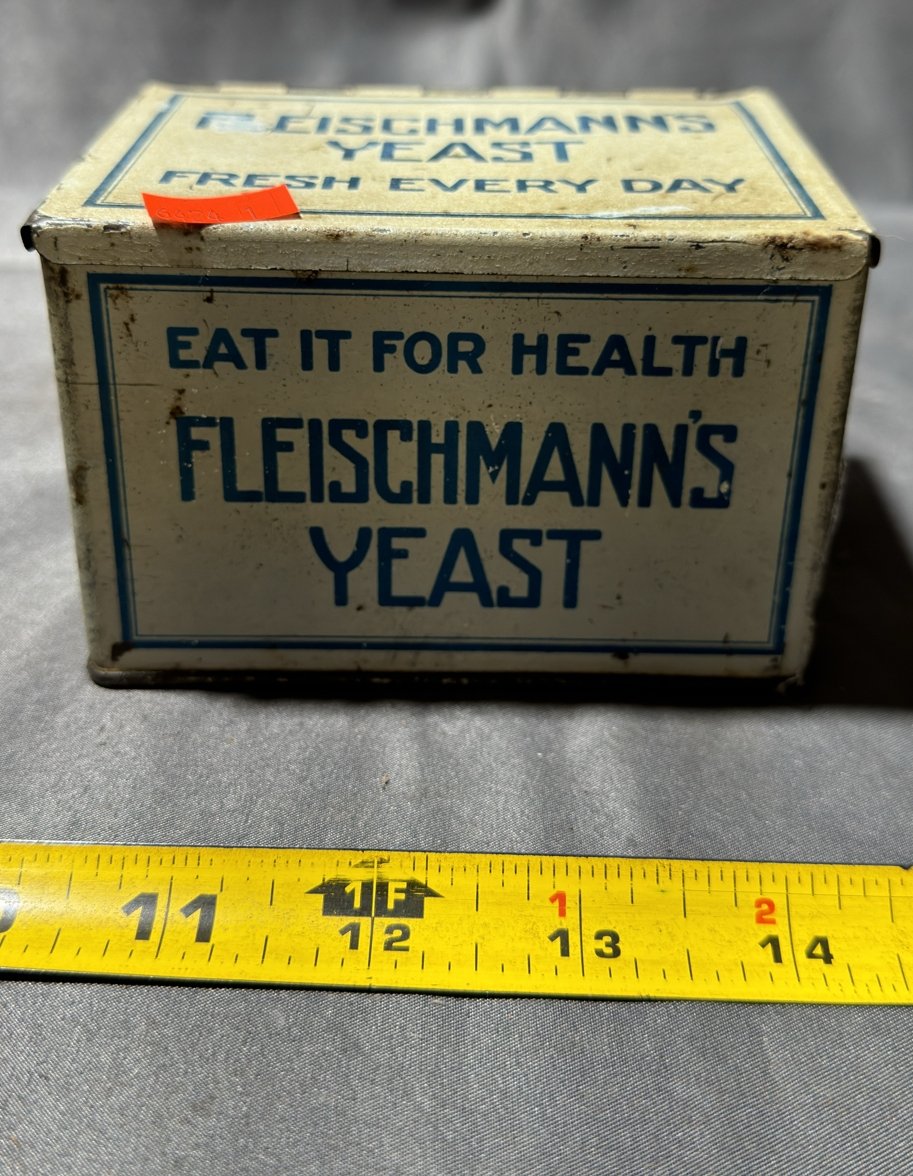 FLEISCHMANN'S
YEAST
FRESH EVERY DAY
EAT IT FOR HEALTH
FLEISCHMANN'S
YEAST
11 1F 1 2
12 13 14